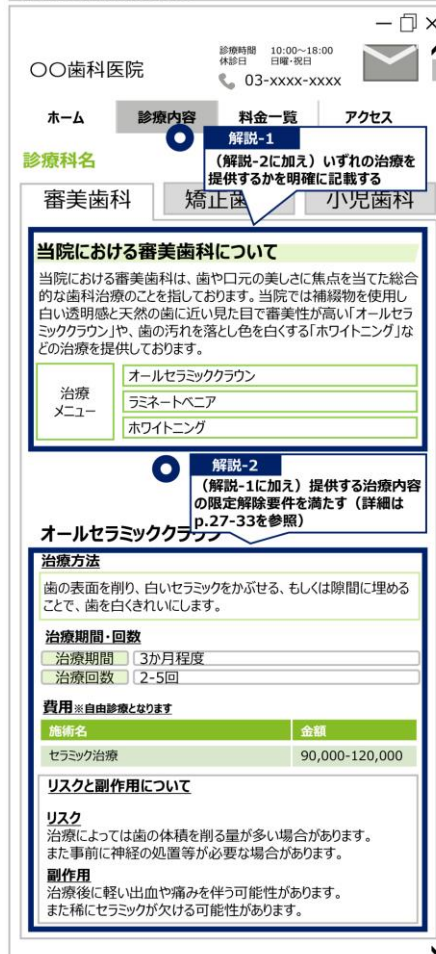 診療時間 10:00~18:00
休診日 日曜・祝日
○○歯科医院
03-xxxx-xxxx
ホーム 診療内容 料金一覧 アクセス
解説-1
（解説-2に加え）いずれの治療を
提供するかを明確に記載する
診療科名
審美歯科 矯正歯 小児歯科
当院における審美歯科について
当院における審美歯科は、歯や口元の美しさに焦点を当てた総合
的な歯科治療のことを指しております。当院では補綴物を使用し
白い透明感と天然の歯に近い見た目で審美性が高い「オールセラ
ミッククラウン」や、歯の汚れを落とし色を白くする「ホワイトニング」な
どの治療を提供しております。
治療
メニュー
オールセラミッククラウン
ラミネートベニア
ホワイトニング
解説-2
（解説-1に加え）提供する治療内容
の限定解除要件を満たす（詳細は
p.27-33を参照）
オールセラミッククラウン
治療方法
歯の表面を削り、白いセラミックをかぶせる、もしくは隙間に埋める
ことで、歯を白くきれいにします。
治療期間・回数
治療期間 3か月程度
治療回数 2-5回
費用※自由診療となります
施術名 金額
セラミック治療 90,000-120,000
リスクと副作用について
リスク
治療によっては歯の体積を削る量が多い場合があります。
また事前に神経の処置等が必要な場合があります。
副作用
治療後に軽い出血や痛みを伴う可能性があります。
また稀にセラミックが欠ける可能性があります。